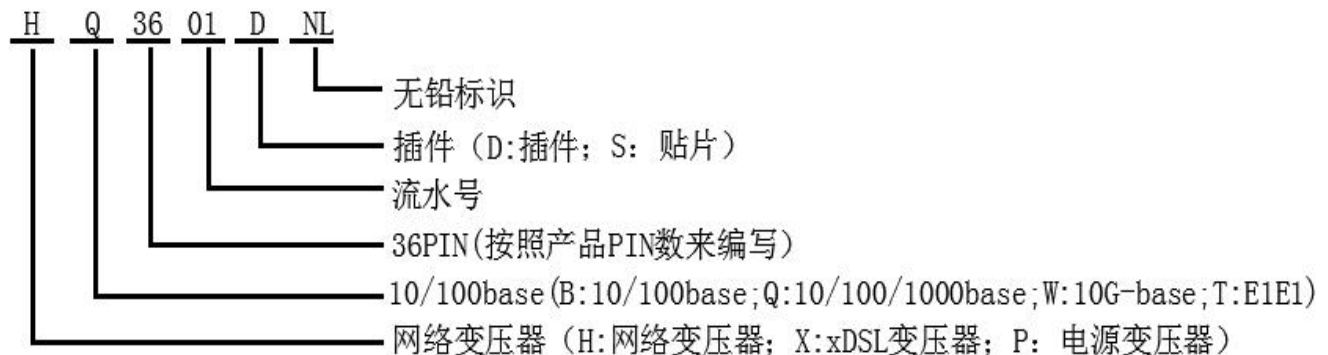 H Q 36 01 D NL
无铅标识
插件（D:插件；S：贴片）
流水号
36PIN(按照产品PIN数来编写）
10/100base(B:10/100base;Q:10/100/1000base;W:10G-base;T:E1E1)
网络变压器（H:网络变压器；X:xDSL变压器；P：电源变压器）